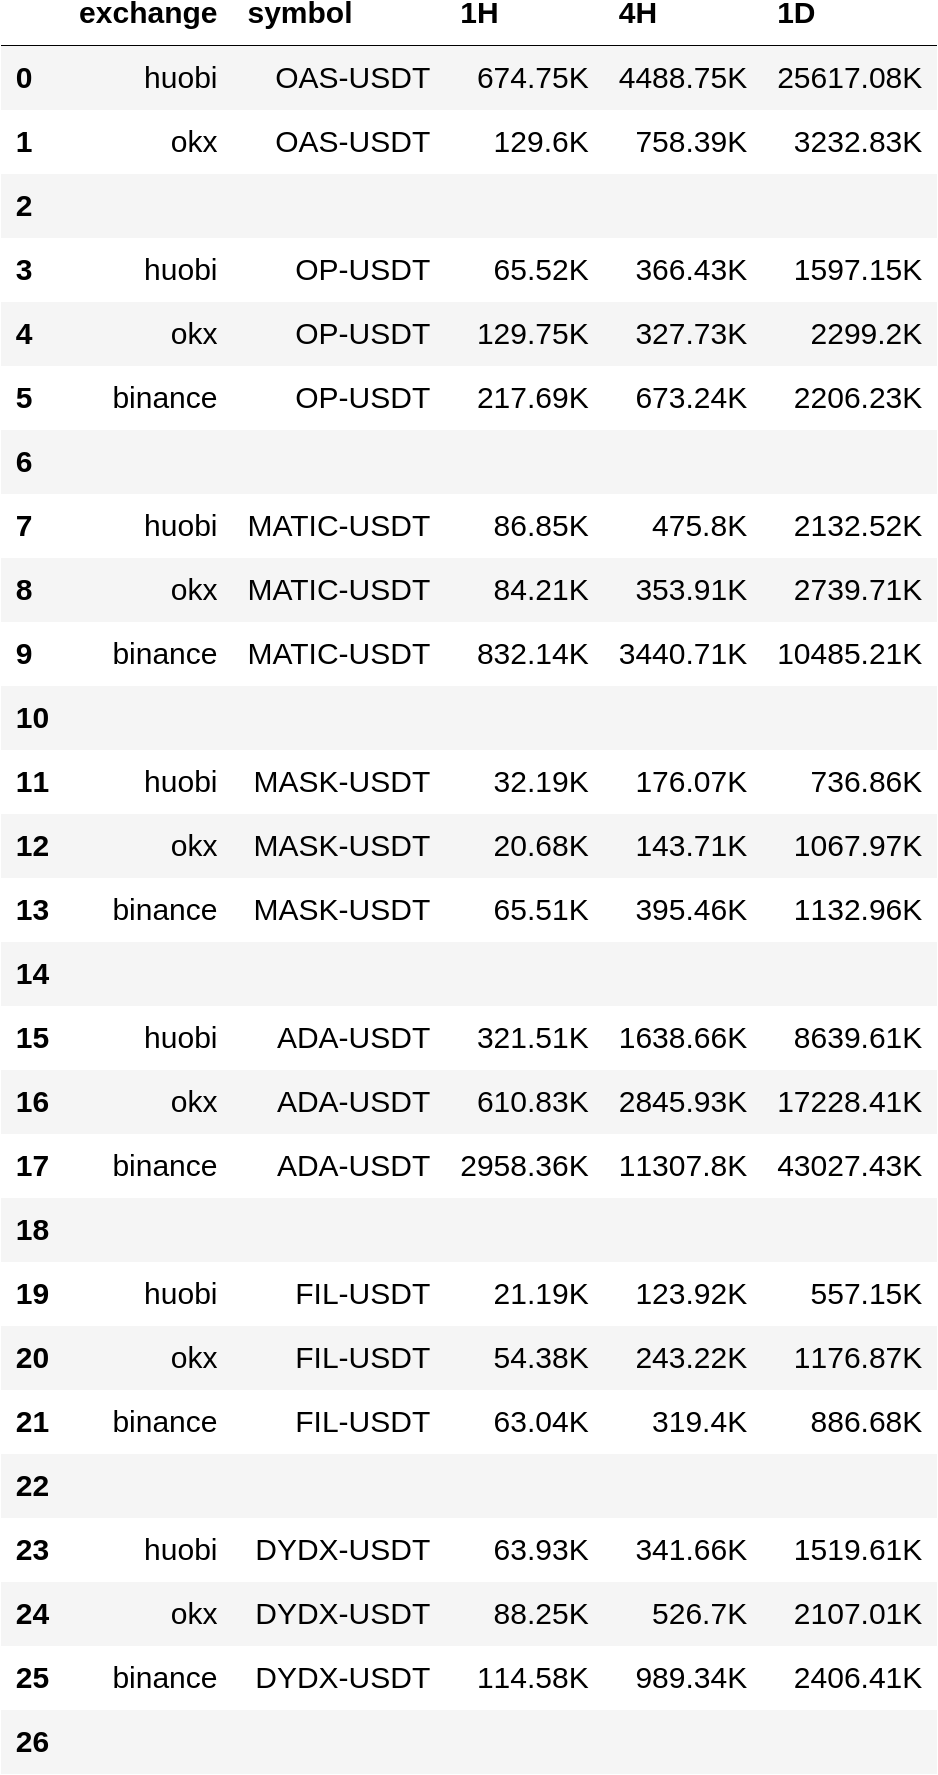 exchange symbol 1H 4H 1D
0 huobi OAS-USDT 674.75K 4488.75K 25617.08K
1 okx OAS-USDT 129.6K 758.39K 3232.83K
2
3 huobi OP-USDT 65.52K 366.43K 1597.15K
4 okx OP-USDT 129.75K 327.73K 2299.2K
5 binance OP-USDT 217.69K 673.24K 2206.23K
6
7 huobi MATIC-USDT 86.85K 475.8K 2132.52K
8 okx MATIC-USDT 84.21K 353.91K 2739.71K
9 binance MATIC-USDT 832.14K 3440.71K 10485.21K
10
11 huobi MASK-USDT 32.19K 176.07K 736.86K
12 okx MASK-USDT 20.68K 143.71K 1067.97K
13 binance MASK-USDT 65.51K 395.46K 1132.96K
14
15 huobi ADA-USDT 321.51K 1638.66K 8639.61K
16 okx ADA-USDT 610.83K 2845.93K 17228.41K
17 binance ADA-USDT 2958.36K 11307.8K 43027.43K
18
19 huobi FIL-USDT 21.19K 123.92K 557.15K
20 okx FIL-USDT 54.38K 243.22K 1176.87K
21 binance FIL-USDT 63.04K 319.4K 886.68K
22
23 huobi DYDX-USDT 63.93K 341.66K 1519.61K
24 okx DYDX-USDT 88.25K 526.7K 2107.01K
25 binance DYDX-USDT 114.58K 989.34K 2406.41K
26